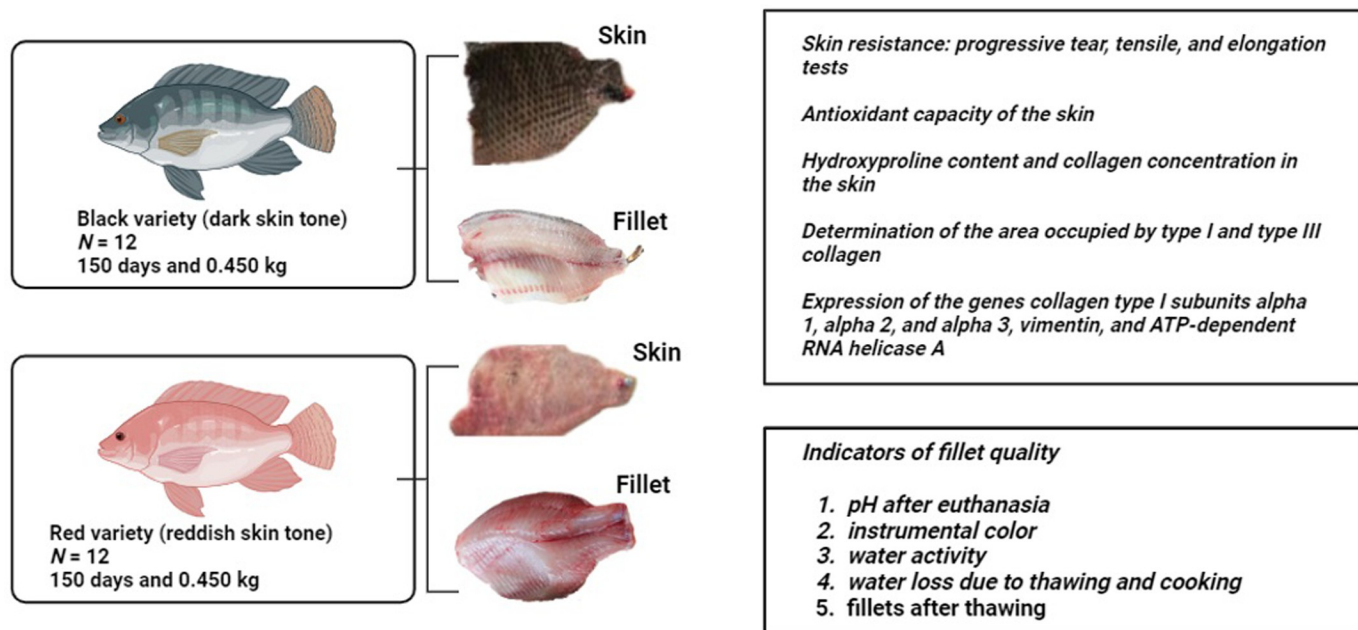 Skin
Black variety (dark skin tone)
N = 12
150 days and 0.450 kg
Fillet
Skin
Red variety (reddish skin tone)
N = 12
150 days and 0.450 kg
Fillet
Skin resistance: progressive tear, tensile, and elongation
tests
Antioxidant capacity of the skin
Hydroxyproline content and collagen concentration in
the skin
Determination of the area occupied by type I and type III
collagen
Expression of the genes collagen type I subunits alpha
1, alpha 2, and alpha 3, vimentin, and ATP-dependent
RNA helicase A
Indicators of fillet quality
1. pH after euthanasia
2. instrumental color
3. water activity
4. water loss due to thawing and cooking
5. fillets after thawing